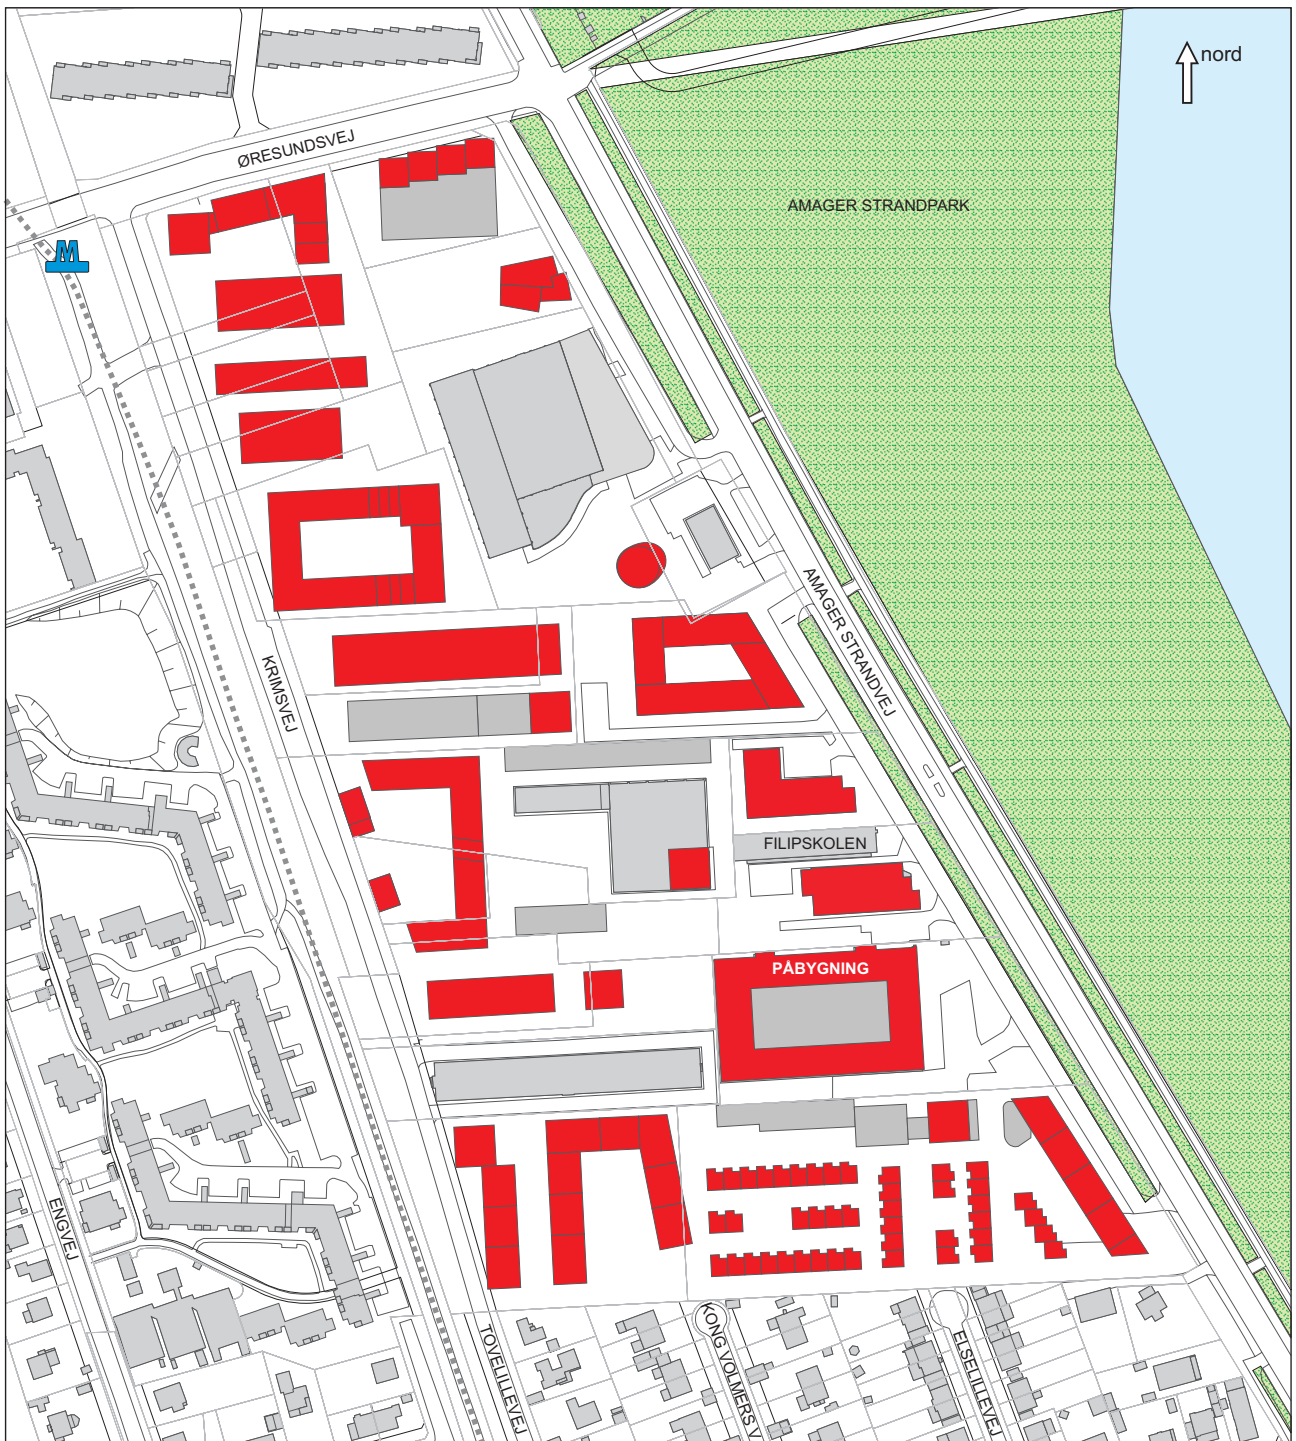 nord
ØRESUNDSVEJ
AMAGER STRANDPARK
M
AMAGER STRANDVEJ
KRIMSVEJ
FILIPSKOLEN
PÅBYGNING
ENGVEJ
TOVELILLEVEJ
KONG VOLMERS V
ELSELILLEVEJ